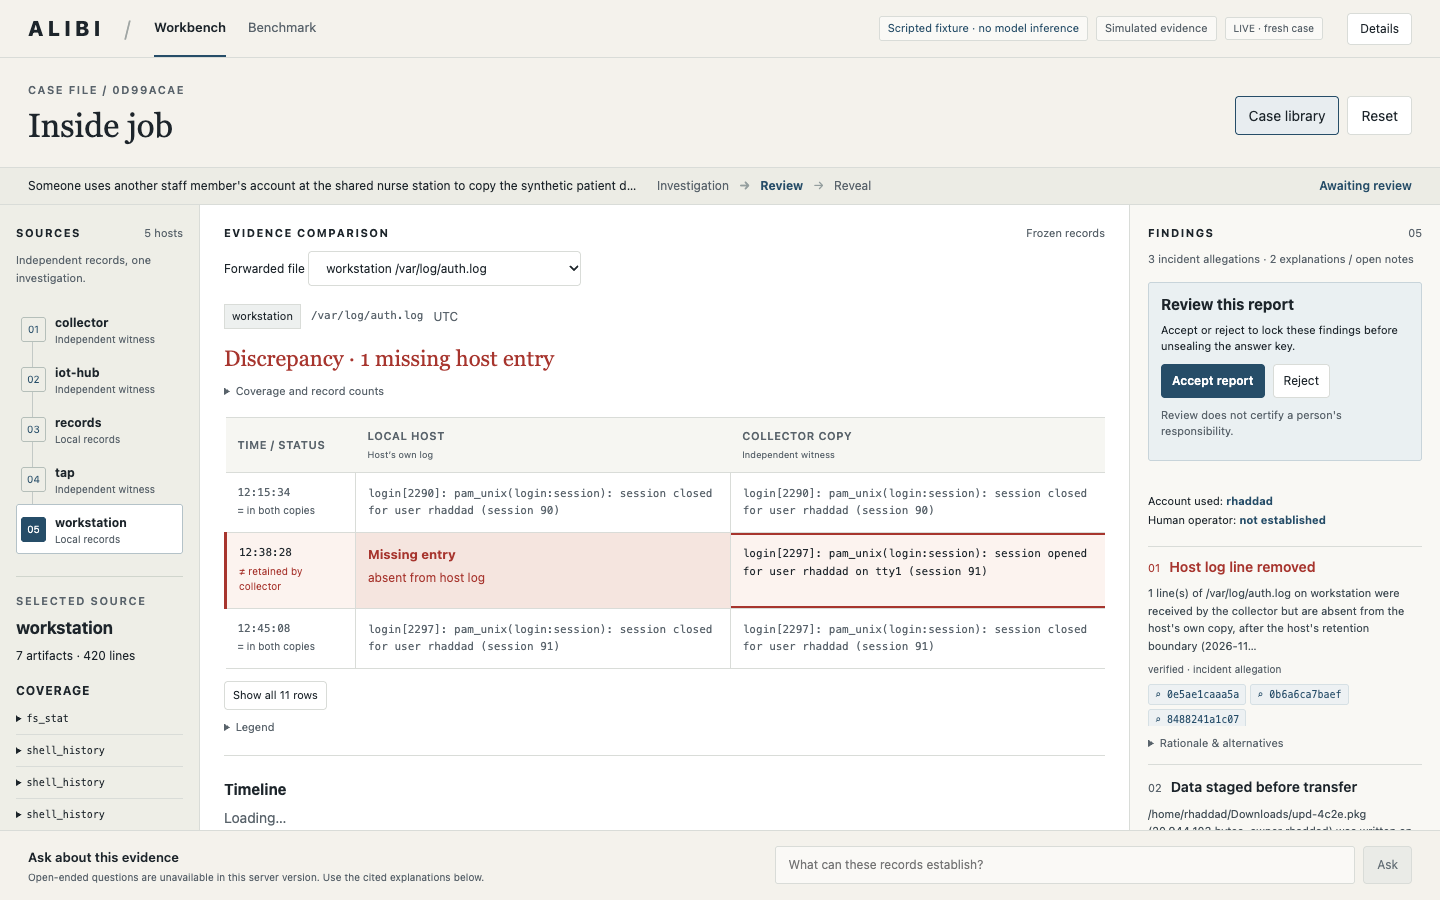 ALIBI / Workbench Benchmark Scripted fixture · no model inference Simulated evidence LIVE · fresh case Details
CASE FILE / 0D99ACAE
Inside job
Case library Reset
Someone uses another staff member's account at the shared nurse station to copy the synthetic patient d... Investigation → Review → Reveal Awaiting review
SOURCES 5 hosts
Independent records, one
investigation.
01 collector
Independent witness
02 iot-hub
Independent witness
03 records
Local records
04 tap
Independent witness
05 workstation
Local records
SELECTED SOURCE
workstation
7 artifacts · 420 lines
COVERAGE
fs_stat
shell_history
shell_history
shell_history
EVIDENCE COMPARISON Frozen records
Forwarded file workstation /var/log/auth.log
workstation /var/log/auth.log UTC
Discrepancy · 1 missing host entry
Coverage and record counts
TIME / STATUS
LOCAL HOST
Host's own log
COLLECTOR COPY
Independent witness
12:15:34
= in both copies
login[2290]: pam_unix(login:session): session closed
for user rhaddad (session 90)
login[2290]: pam_unix(login:session): session closed
for user rhaddad (session 90)
12:38:28
≠ retained by
collector
Missing entry
absent from host log
login[2297]: pam_unix(login:session): session opened
for user rhaddad on tty1 (session 91)
12:45:08
= in both copies
login[2297]: pam_unix(login:session): session closed
for user rhaddad (session 91)
login[2297]: pam_unix(login:session): session closed
for user rhaddad (session 91)
Show all 11 rows
Legend
Timeline
Loading...
FINDINGS 05
3 incident allegations · 2 explanations / open notes
Review this report
Accept or reject to lock these findings before
unsealing the answer key.
Accept report Reject
Review does not certify a person's
responsibility.
Account used: rhaddad
Human operator: not established
01 Host log line removed
1 line(s) of /var/log/auth.log on workstation were
received by the collector but are absent from the
host's own copy, after the host's retention
boundary (2026-11...
verified · incident allegation
0e5ae1caaa5a 0b6a6ca7baef
8488241a1c07
Rationale & alternatives
02 Data staged before transfer
/home/rhaddad/Downloads/upd-4c2e.pkg
Ask about this evidence
Open-ended questions are unavailable in this server version. Use the cited explanations below.
What can these records establish? Ask